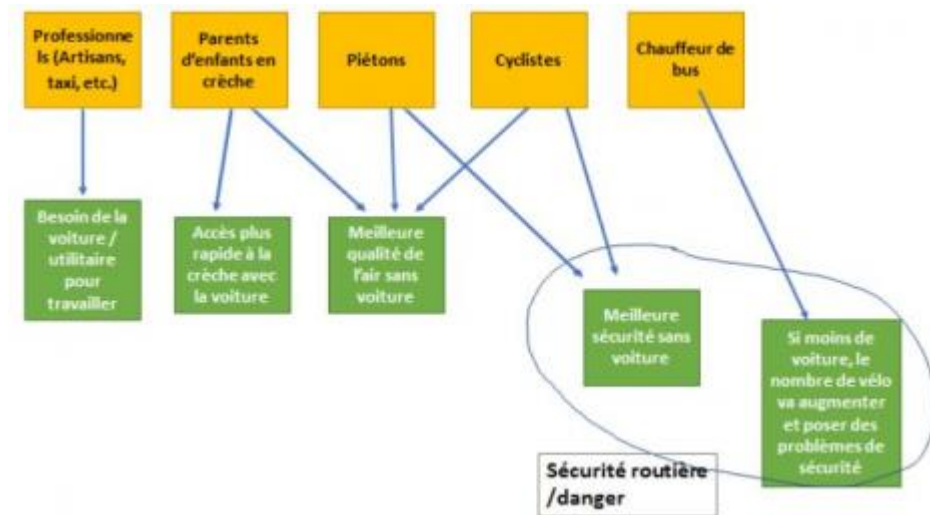 Professionne
ls (Artisans,
taxi, etc.)
Parents
d'enfants en
crèche
Piétons
Cyclistes
Chauffeur de
bus
Besoin de la
voiture /
utilitaire
pour
travailler
Accès plus
rapide à la
crèche avec
la voiture
Meilleure
qualité de
l'air sans
voiture
Meilleure
sécurité sans
voiture
Si moins de
voiture, le
nombre de vélo
va augmenter
et poser des
problèmes de
sécurité
Sécurité routière
/danger